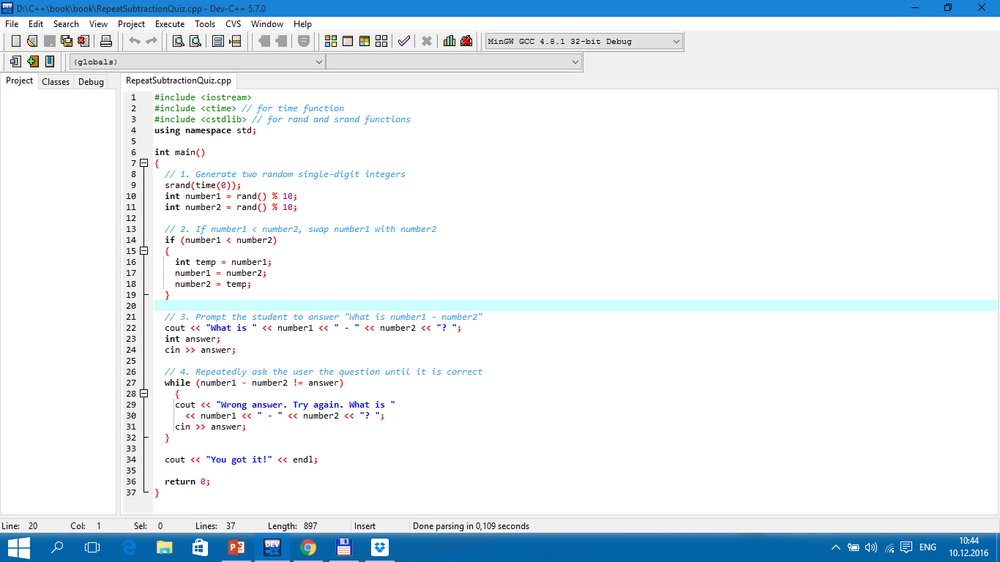 D:\C++\book\book\RepeatSubtractionQuiz.cpp - Dev-C++ 5.7.0
File Edit Search View Project Execute Tools CVS Window Help
MinGW GCC 4.8.1 32-bit Debug
(globals)
Project Classes Debug
RepeatSubtractionQuiz.cpp
1 #include <iostream>
2 #include <ctime> // for time function
3 #include <cstdlib> // for rand and srand functions
4 using namespace std;
5
6 int main()
7 {
8 // 1. Generate two random single-digit integers
9 srand(time(0));
10 int number1 = rand() % 10;
11 int number2 = rand() % 10;
12
13 // 2. If number1 < number2, swap number1 with number2
14 if (number1 < number2)
15 {
16 int temp = number1;
17 number1 = number2;
18 number2 = temp;
19 }
20
21 // 3. Prompt the student to answer "What is number1 - number2"
22 cout << "What is " << number1 << " - " << number2 << "? ";
23 int answer;
24 cin >> answer;
25
26 // 4. Repeatedly ask the user the question until it is correct
27 while (number1 - number2 != answer)
28 {
29 cout << "Wrong answer. Try again. What is "
30 << number1 << " - " << number2 << "? ";
31 cin >> answer;
32 }
33
34 cout << "You got it!" << endl;
35
36 return 0;
37 }
Line: 20 Col: 1 Sel: 0 Lines: 37 Length: 897 Insert Done parsing in 0,109 seconds
DEV
ENG
10:44
10.12.2016